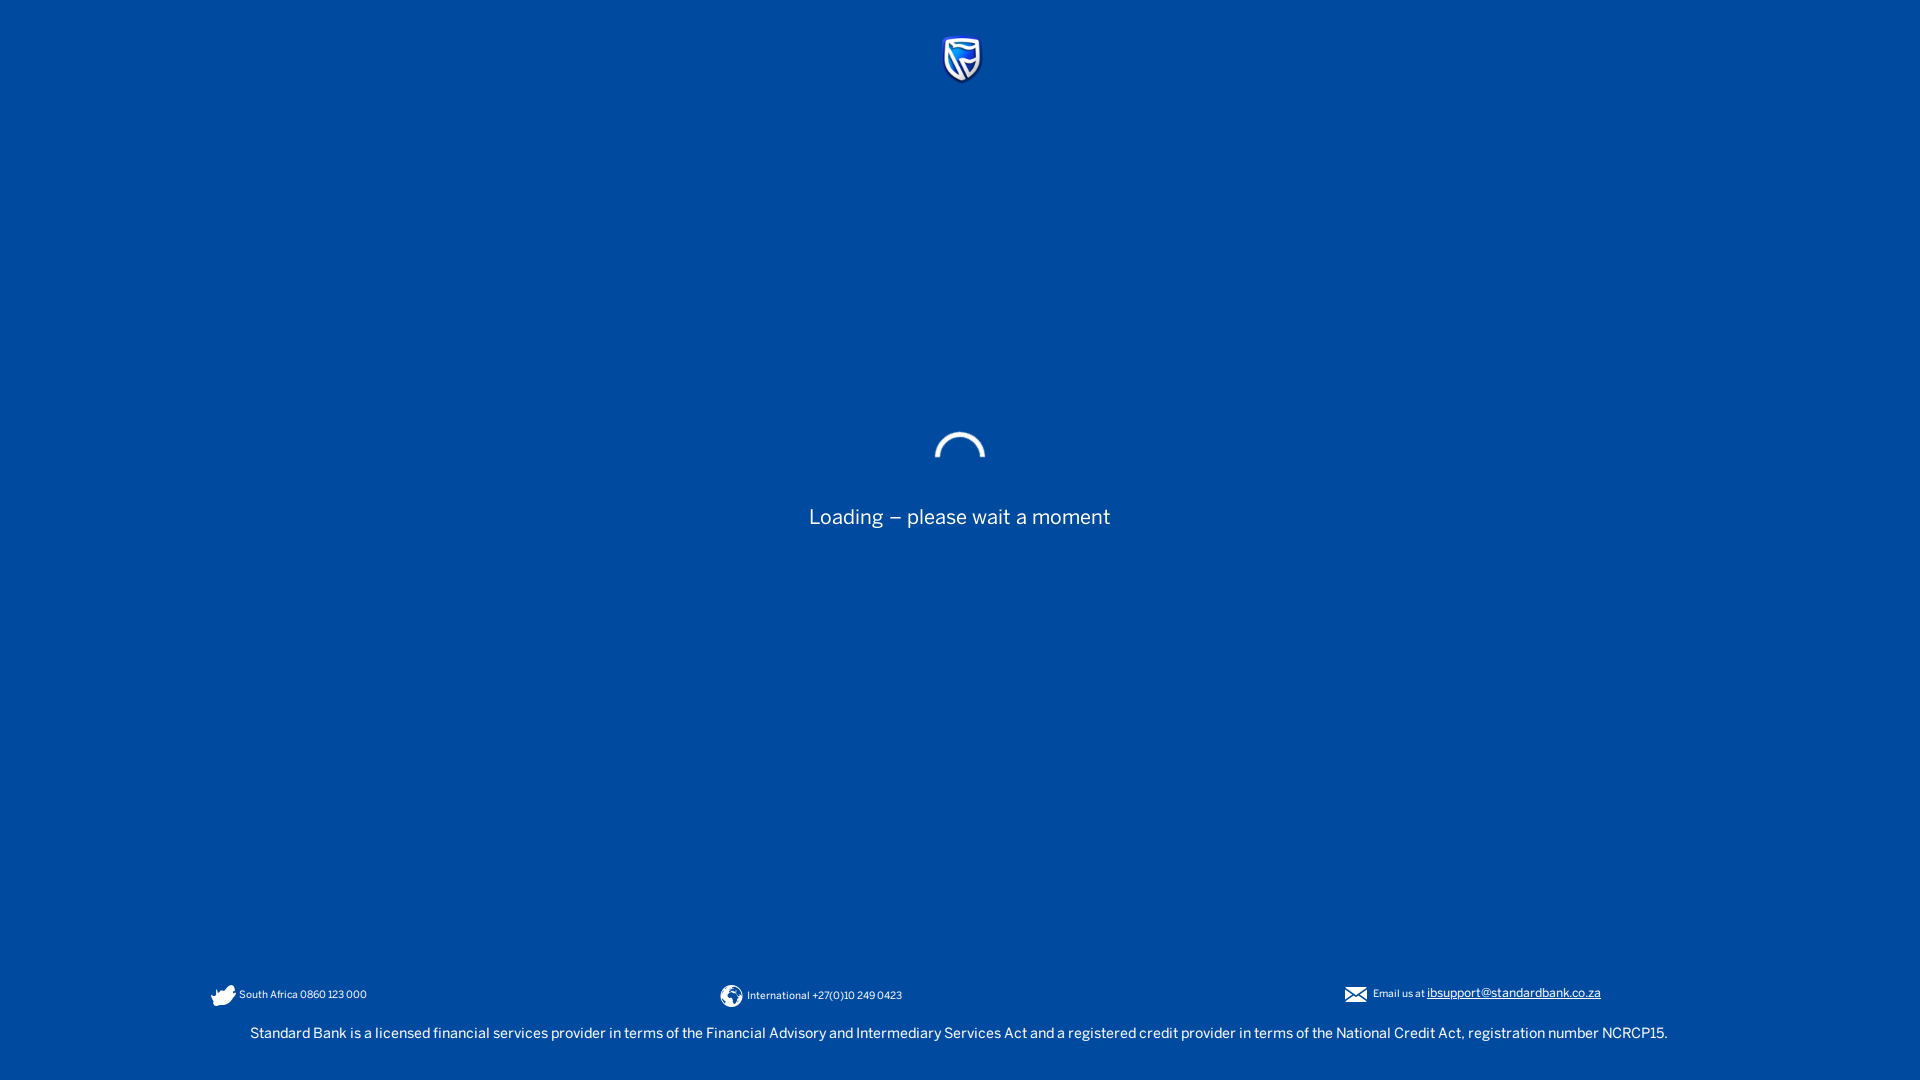 Loading – please wait a moment
South Africa 0860 123 000
International +27(0)10 249 0423
Email us at ibsupport@standardbank.co.za
Standard Bank is a licensed financial services provider in terms of the Financial Advisory and Intermediary Services Act and a registered credit provider in terms of the National Credit Act, registration number NCRCP15.